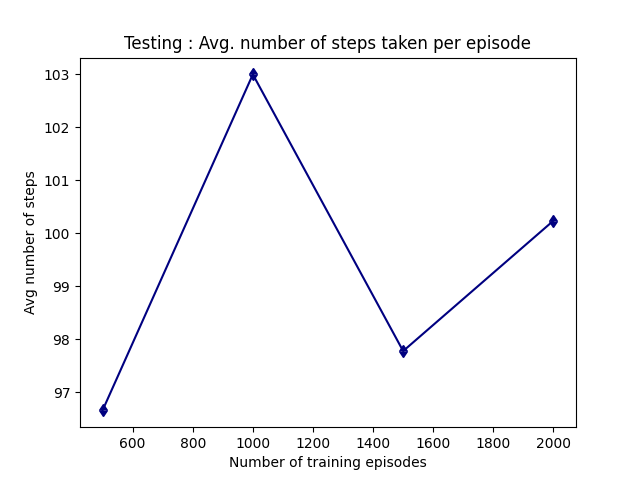 Testing : Avg. number of steps taken per episode
103
102
101
100
99
98
97
Avg number of steps
600 800 1000 1200 1400 1600 1800 2000
Number of training episodes